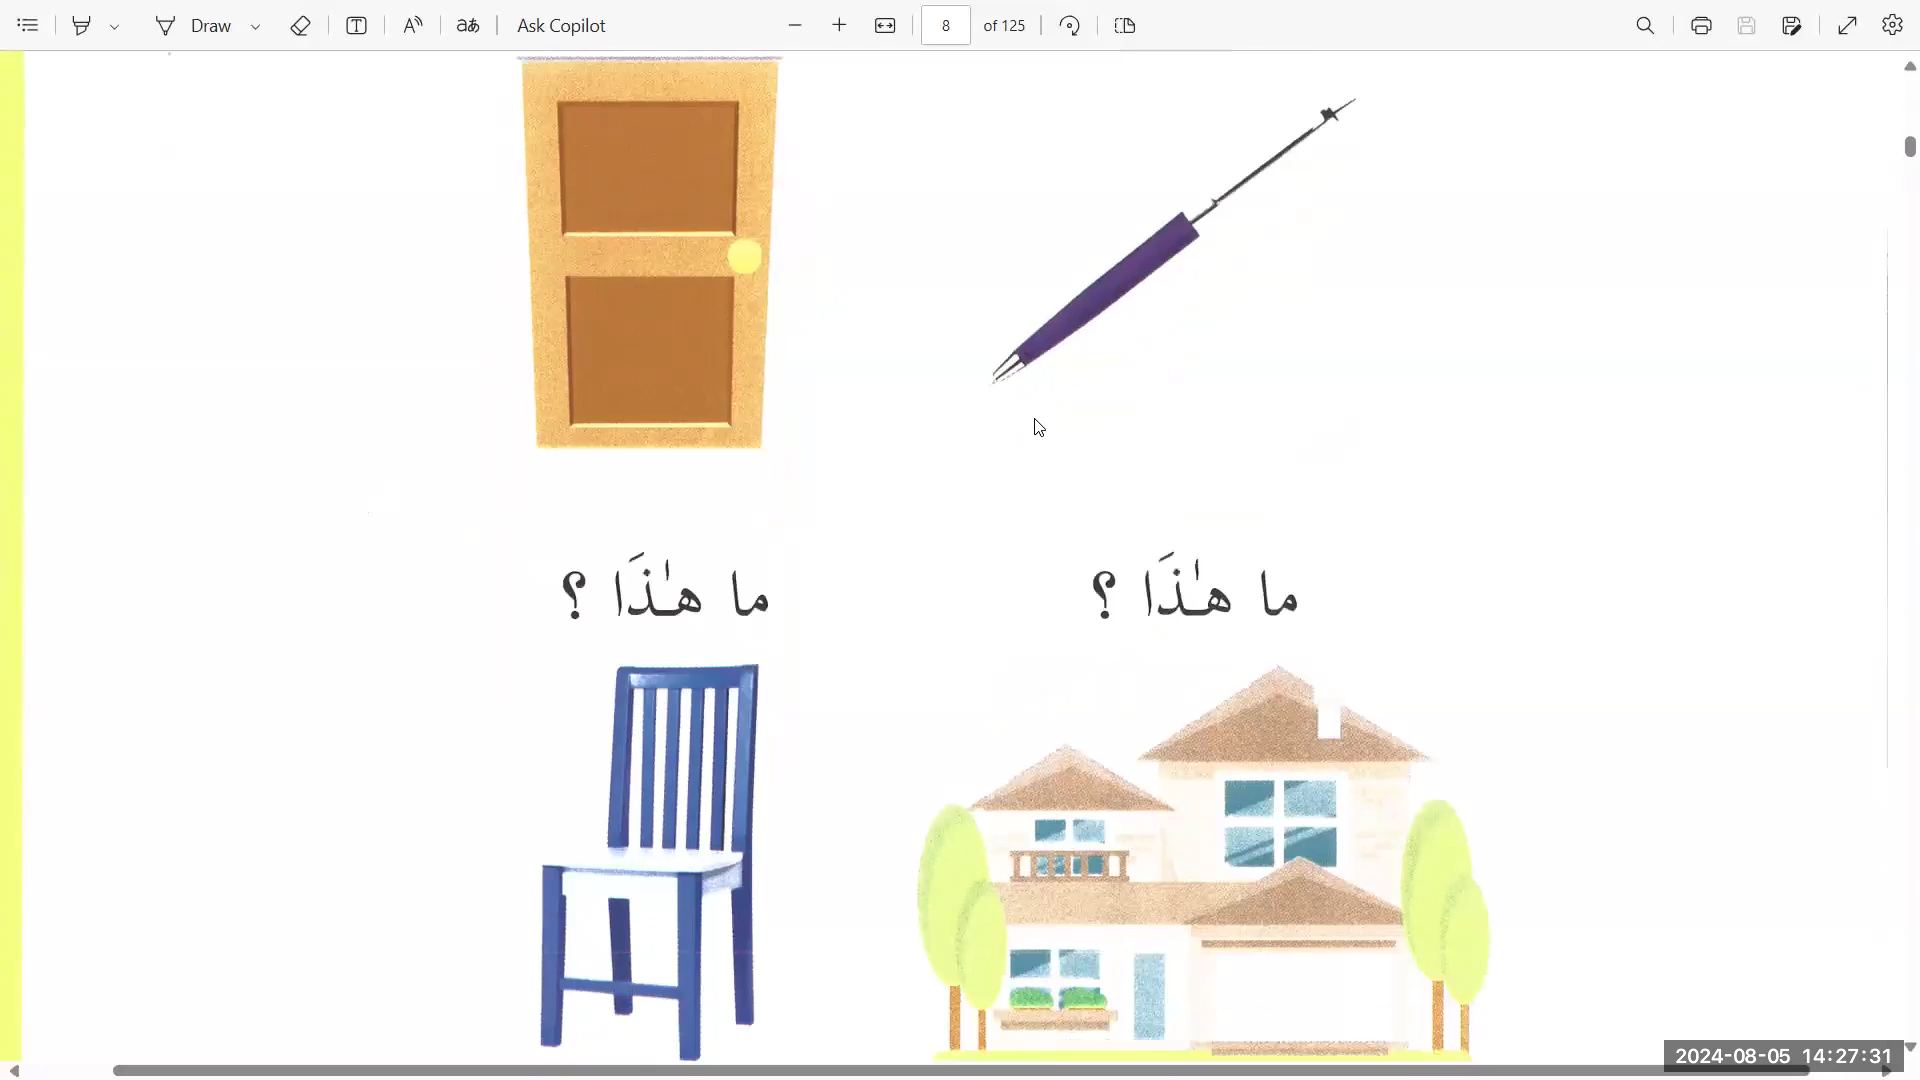 Draw
Ask Copilot
8 of 125
ما هٰذَا ؟
ما هٰذَا ؟
2024-08-05 14:27:31